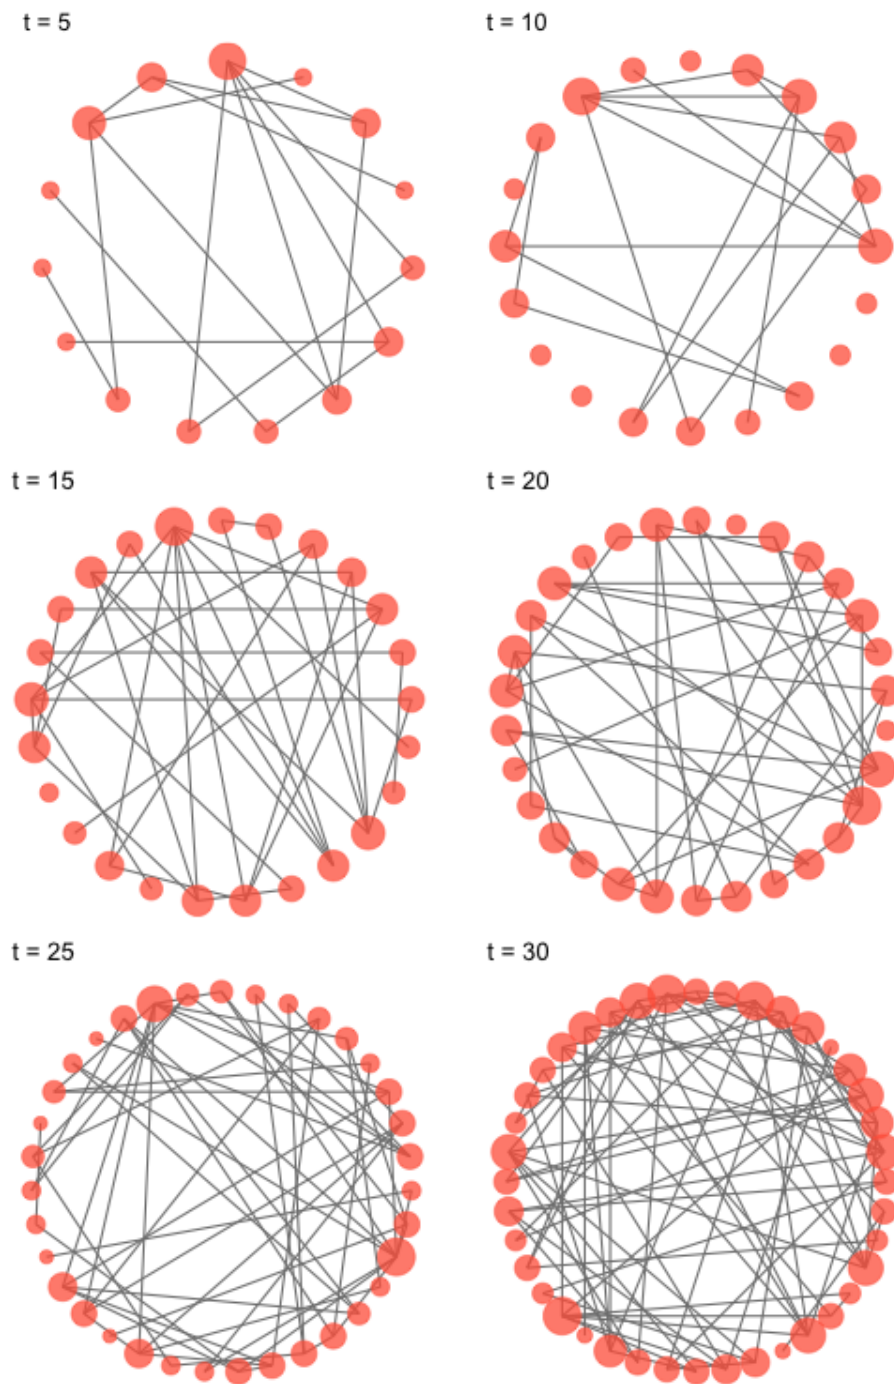 t = 5
t = 10
t = 15
t = 20
t = 25
t = 30